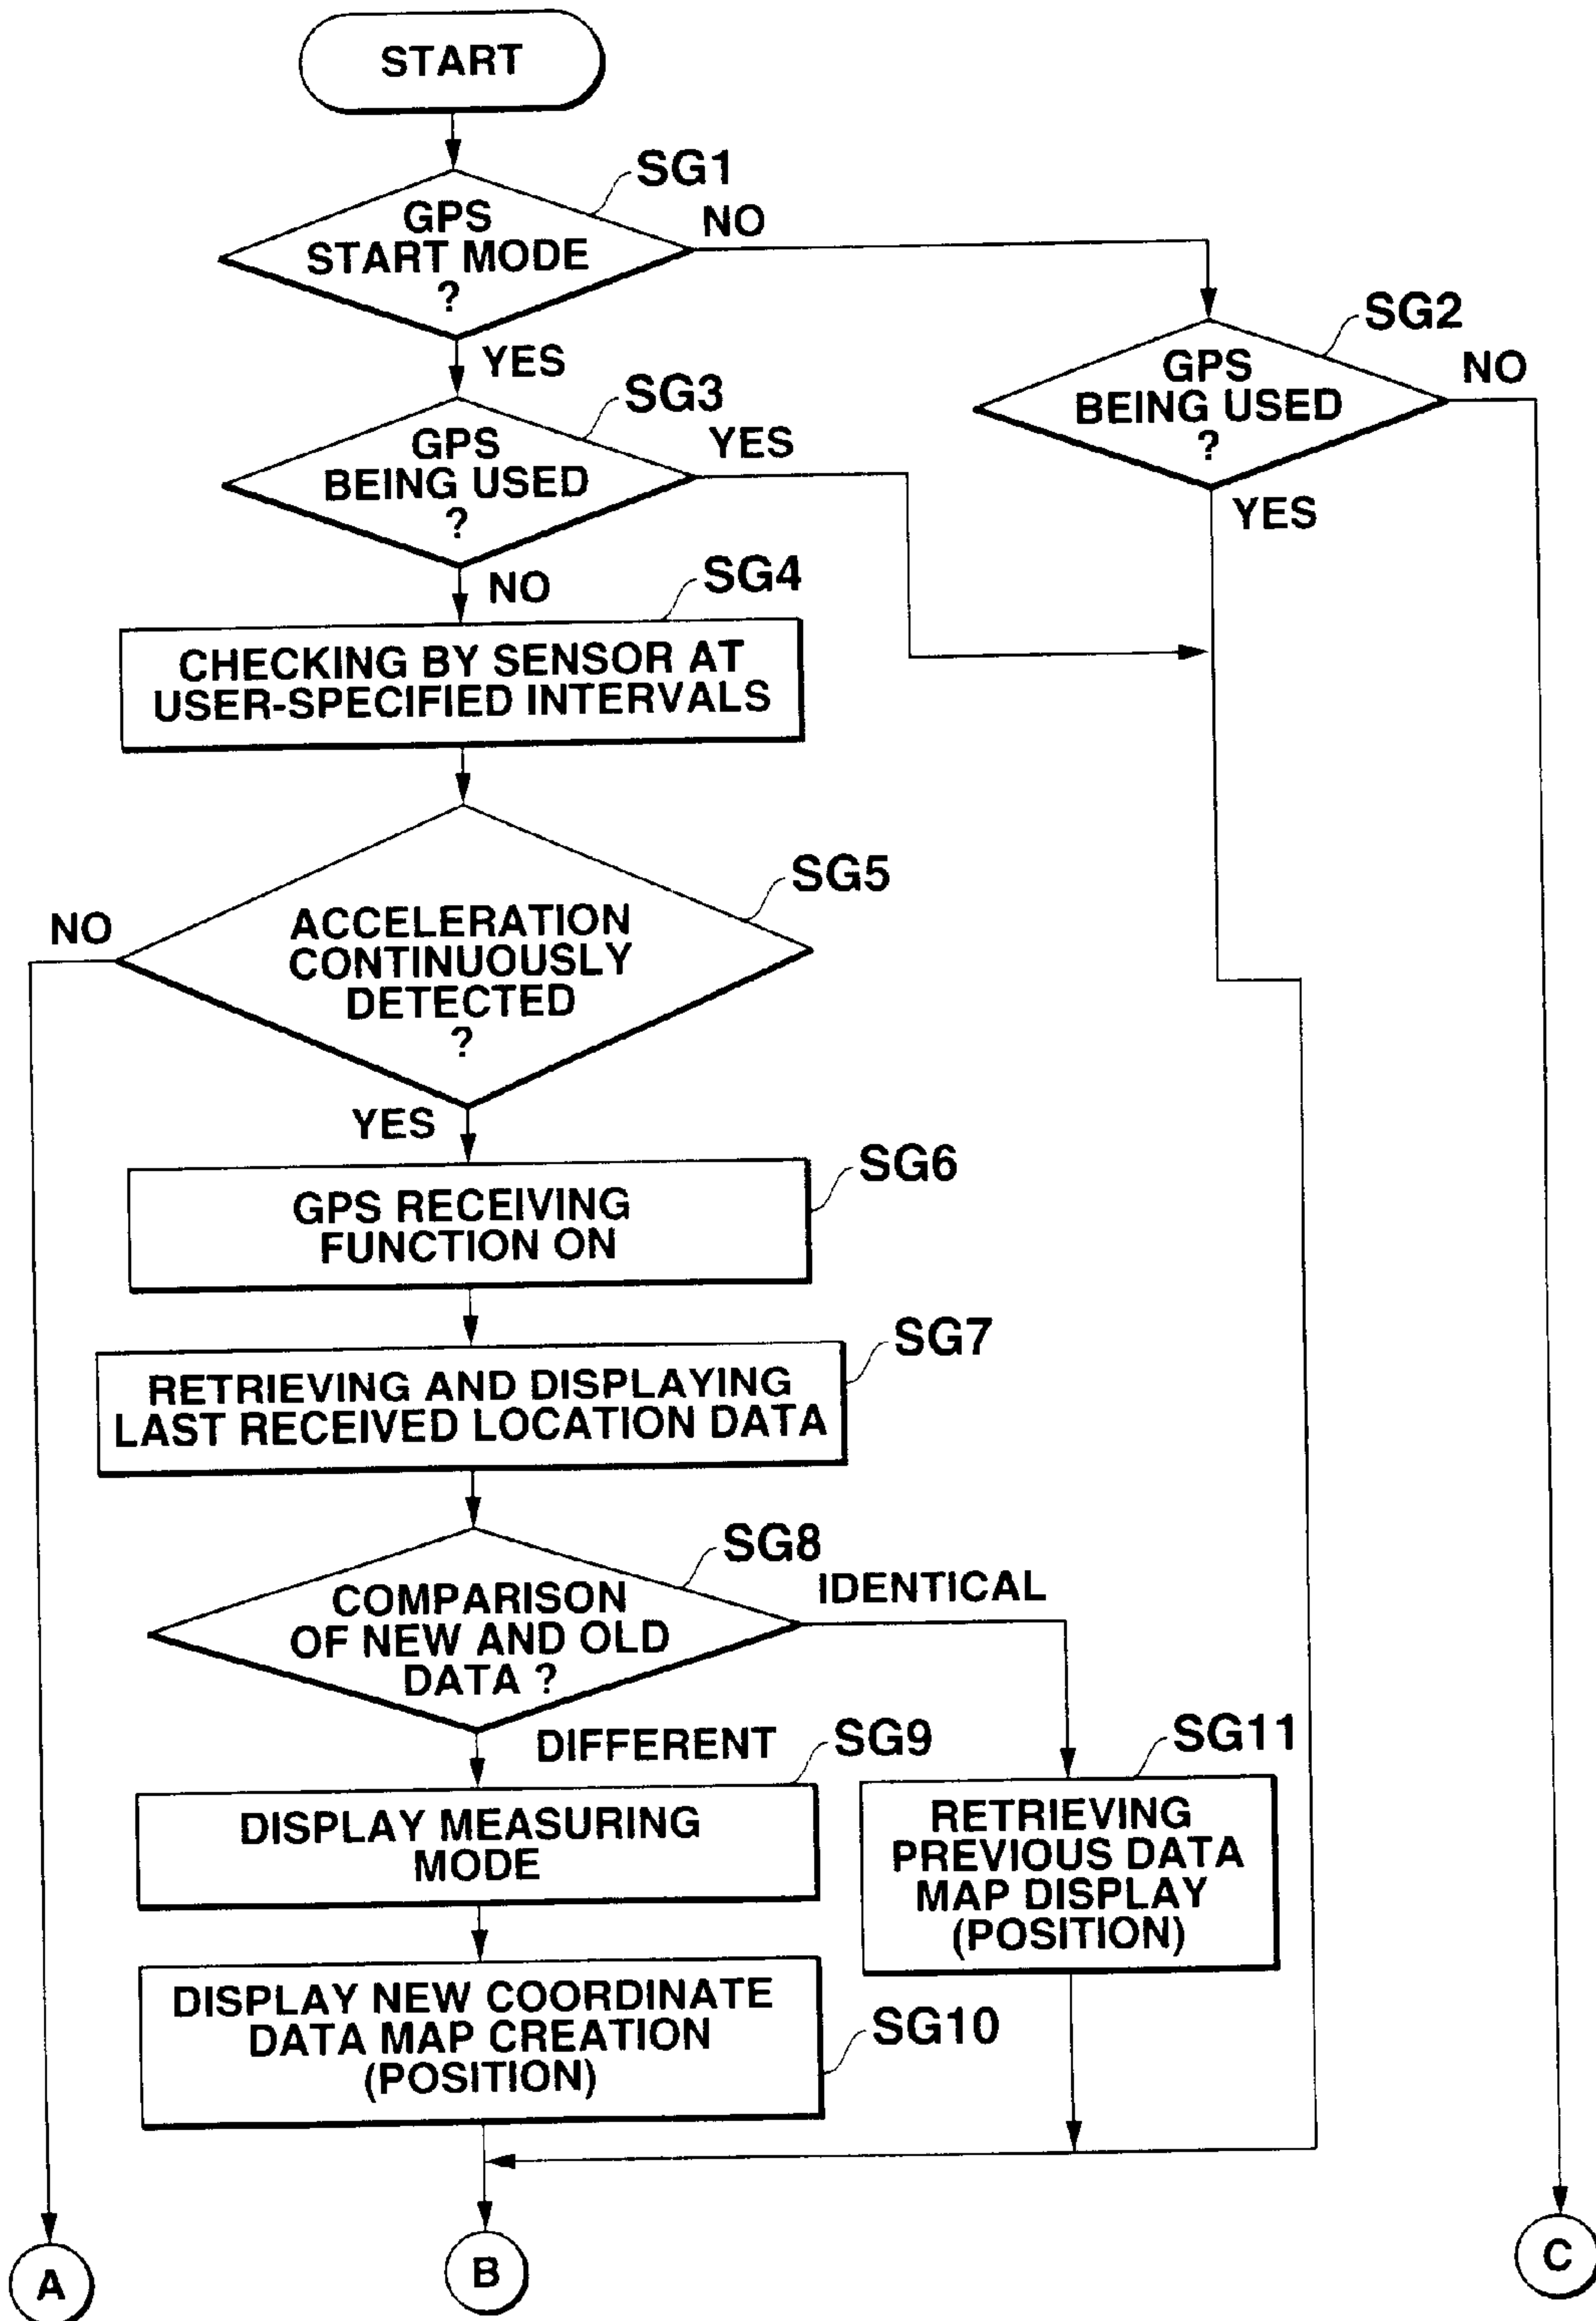 START
SG1
GPS
START MODE
?
NO
YES
SG2
GPS
BEING USED
?
NO
YES
SG3
GPS
BEING USED
?
YES
NO
SG4
CHECKING BY SENSOR AT
USER-SPECIFIED INTERVALS
SG5
NO
ACCELERATION
CONTINUOUSLY
DETECTED
?
YES
SG6
GPS RECEIVING
FUNCTION ON
SG7
RETRIEVING AND DISPLAYING
LAST RECEIVED LOCATION DATA
SG8
COMPARISON
OF NEW AND OLD
DATA ?
IDENTICAL
DIFFERENT
SG9
DISPLAY MEASURING
MODE
SG11
RETRIEVING
PREVIOUS DATA
MAP DISPLAY
(POSITION)
DISPLAY NEW COORDINATE
DATA MAP CREATION
(POSITION)
SG10
A
B
C